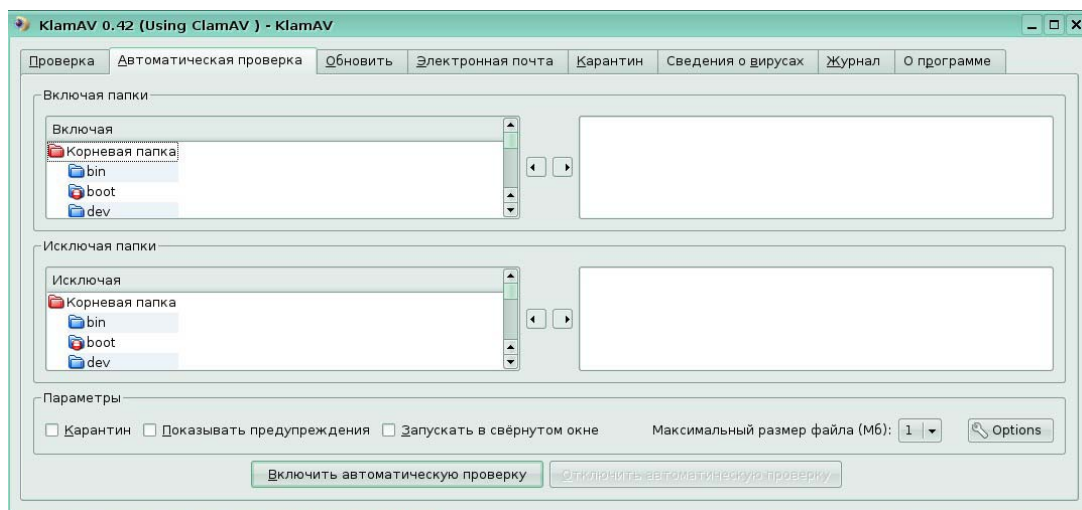 KlamAV 0.42 (Using ClamAV ) - KlamAV
Проверка Автоматическая проверка Обновить Электронная почта Карантин Сведения о вирусах Журнал О программе
Включая папки
Включая
Корневая папка
bin
boot
dev
Исключая папки
Исключая
Корневая папка
bin
boot
dev
Параметры
Карантин Показывать предупреждения Запускать в свёрнутом окне Максимальный размер файла (Мб): 1 Options
Включить автоматическую проверку Отключить автоматическую проверку